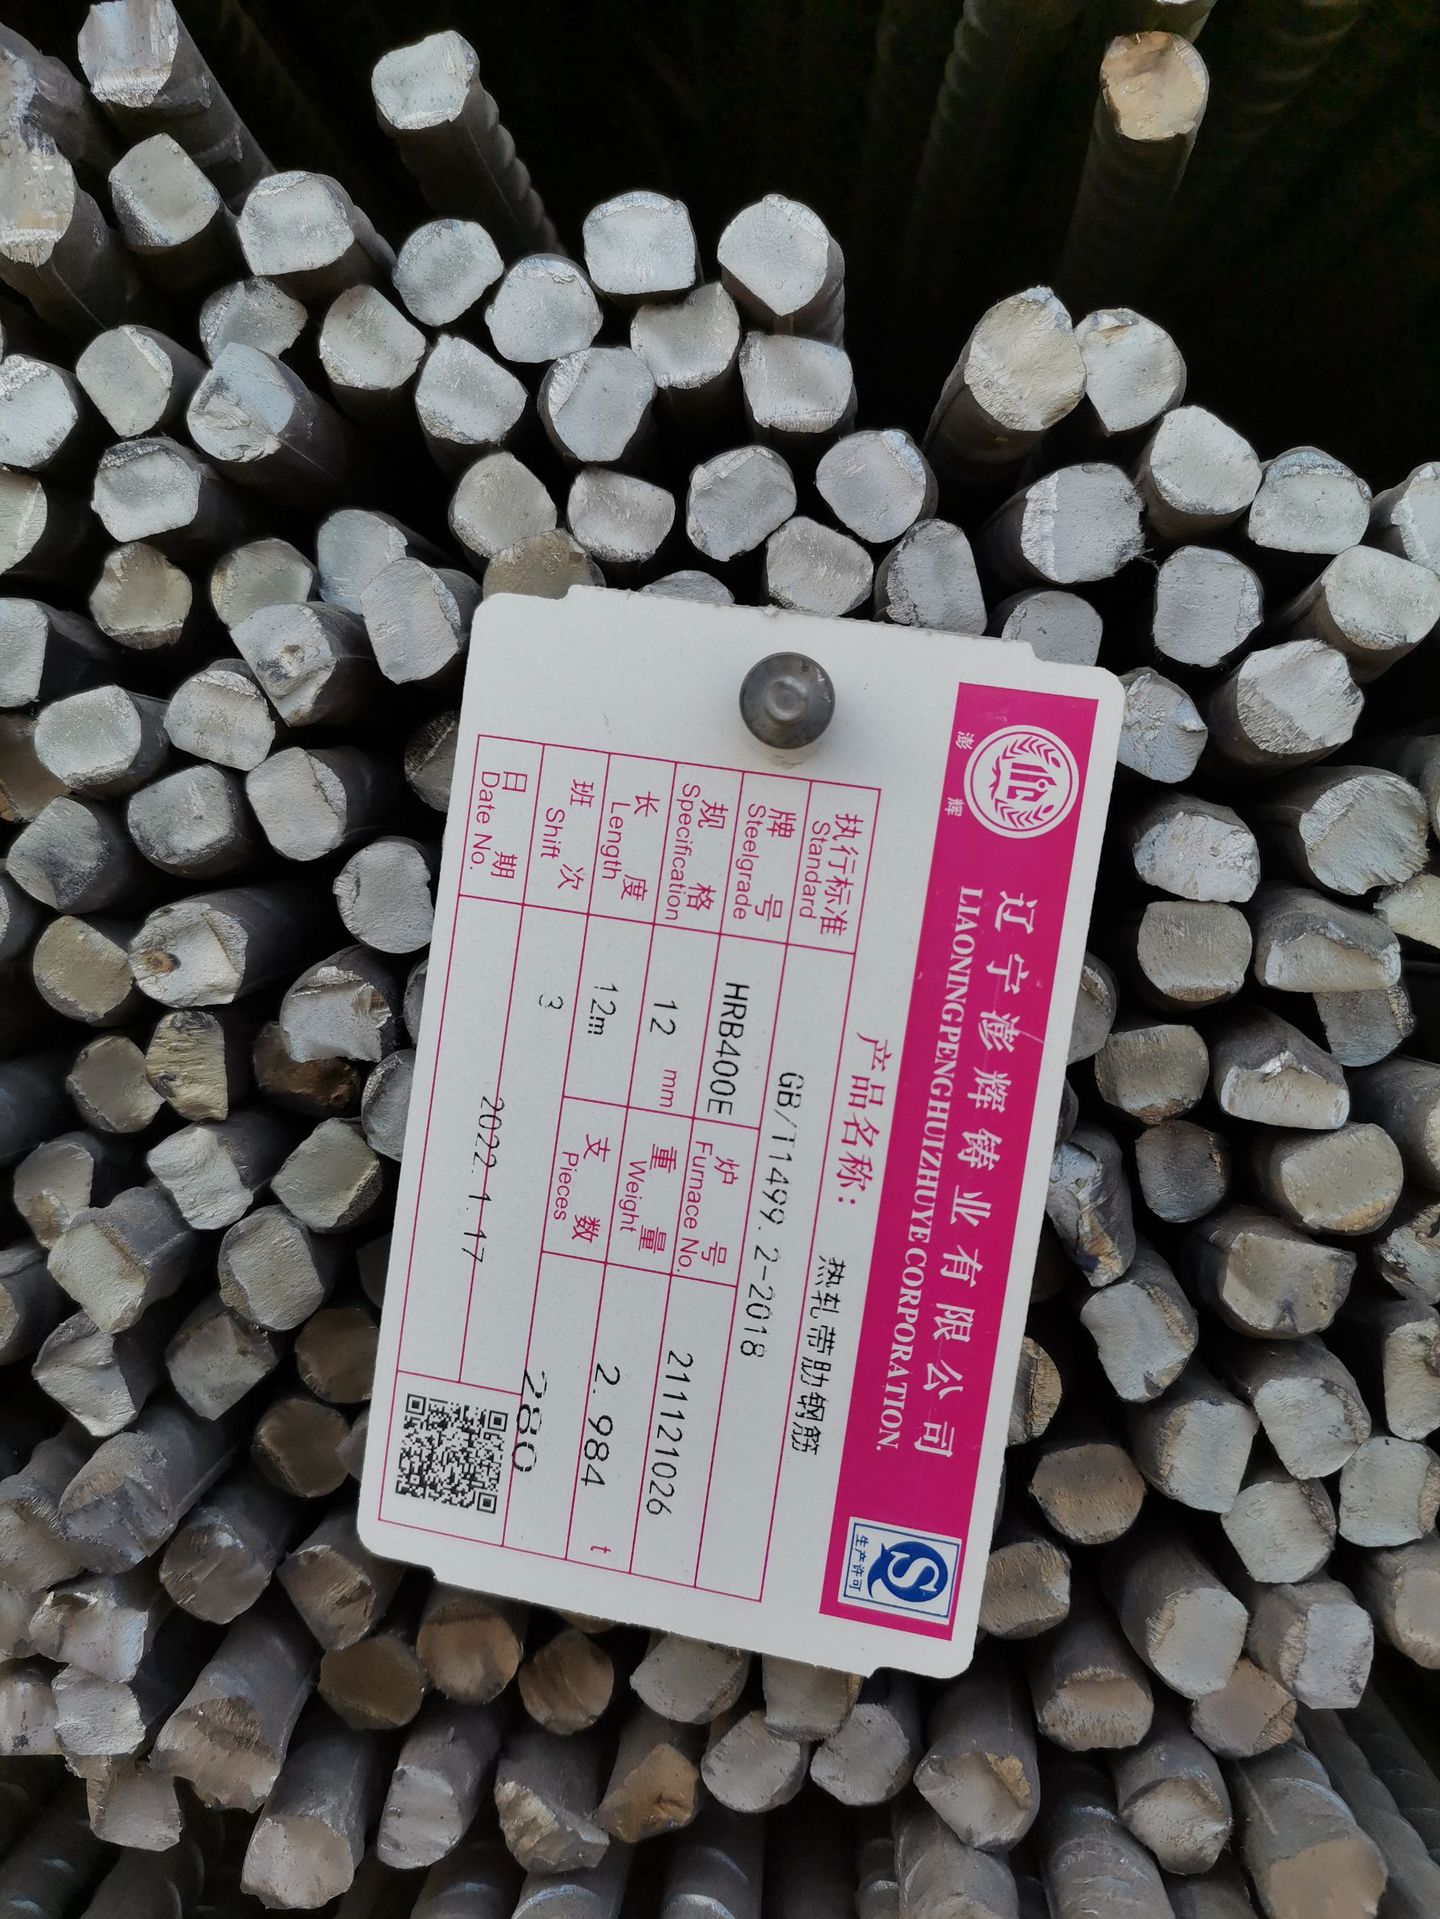 澎 辉
辽宁澎辉铸业有限公司
LIAONINGPENGHUIZHUYE CORPORATION.
生产许可
产品名称： 热轧带肋钢筋
执行标准 GB/T1499.2-2018
Standard
牌号 HRB400E 炉号 211121026
Steelgrade Furnace No.
规格 12 mm 重量 2.984 t
Specification Weight
长度 12m 支数 280
Length Pieces
班次 3
Shift
日期 2022.1.17
Date No.